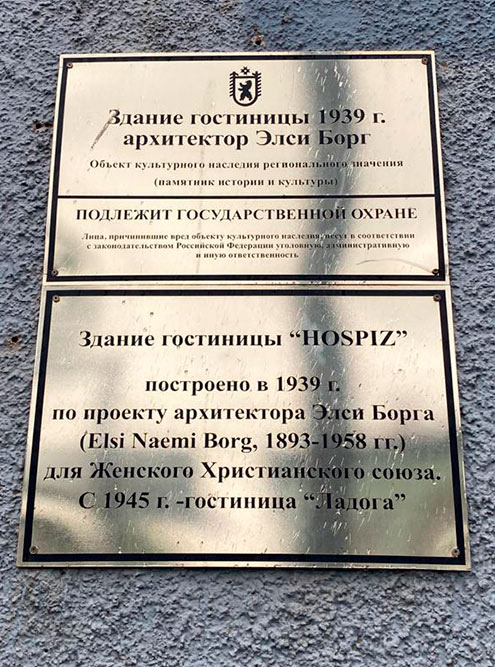 Здание гостиницы 1939 г.
архитектор Элси Борг
Объект культурного наследия регионального значения
(памятник истории и культуры)
ПОДЛЕЖИТ ГОСУДАРСТВЕННОЙ ОХРАНЕ
Лица, причинившие вред объекту культурного наследия, несут в соответствии
с законодательством Российской Федерации уголовную, административную
и иную ответственность
Здание гостиницы “HOSPIZ”
построено в 1939 г.
по проекту архитектора Элси Борга
(Elsi Naemi Borg, 1893-1958 гг.)
для Женского Христианского союза.
С 1945 г. -гостиница “Ладога”